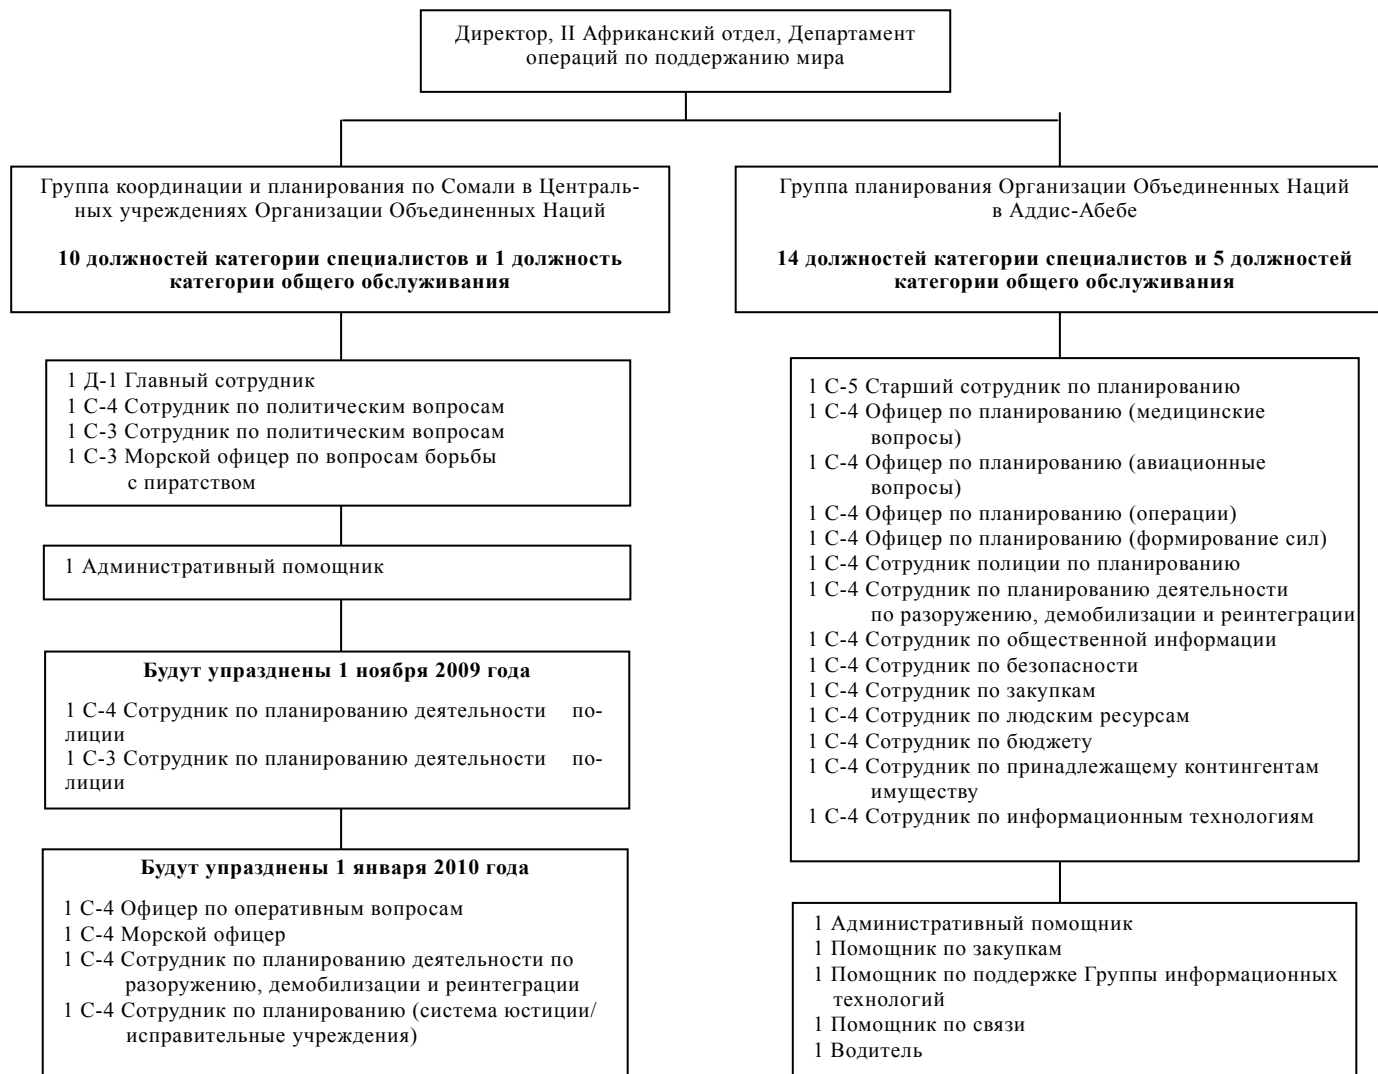 Директор, II Африканский отдел, Департамент
операций по поддержанию мира
Группа координации и планирования по Сомали в Централь-
ных учреждениях Организации Объединенных Наций
10 должностей категории специалистов и 1 должность
категории общего обслуживания
1 Д-1 Главный сотрудник
1 С-4 Сотрудник по политическим вопросам
1 С-3 Сотрудник по политическим вопросам
1 С-3 Морской офицер по вопросам борьбы
с пиратством
1 Административный помощник
Будут упразднены 1 ноября 2009 года
1 С-4 Сотрудник по планированию деятельности по-
лиции
1 С-3 Сотрудник по планированию деятельности по-
лиции
Будут упразднены 1 января 2010 года
1 С-4 Офицер по оперативным вопросам
1 С-4 Морской офицер
1 С-4 Сотрудник по планированию деятельности по
разоружению, демобилизации и реинтеграции
1 С-4 Сотрудник по планированию (система юстиции/
исправительные учреждения)
Группа планирования Организации Объединенных Наций
в Аддис-Абебе
14 должностей категории специалистов и 5 должностей
категории общего обслуживания
1 С-5 Старший сотрудник по планированию
1 С-4 Офицер по планированию (медицинские
вопросы)
1 С-4 Офицер по планированию (авиационные
вопросы)
1 С-4 Офицер по планированию (операции)
1 С-4 Офицер по планированию (формирование сил)
1 С-4 Сотрудник полиции по планированию
1 С-4 Сотрудник по планированию деятельности
по разоружению, демобилизации и реинтеграции
1 С-4 Сотрудник по общественной информации
1 С-4 Сотрудник по безопасности
1 С-4 Сотрудник по закупкам
1 С-4 Сотрудник по людским ресурсам
1 С-4 Сотрудник по бюджету
1 С-4 Сотрудник по принадлежащему контингентам
имуществу
1 С-4 Сотрудник по информационным технологиям
1 Административный помощник
1 Помощник по закупкам
1 Помощник по поддержке Группы информационных
технологий
1 Помощник по связи
1 Водитель